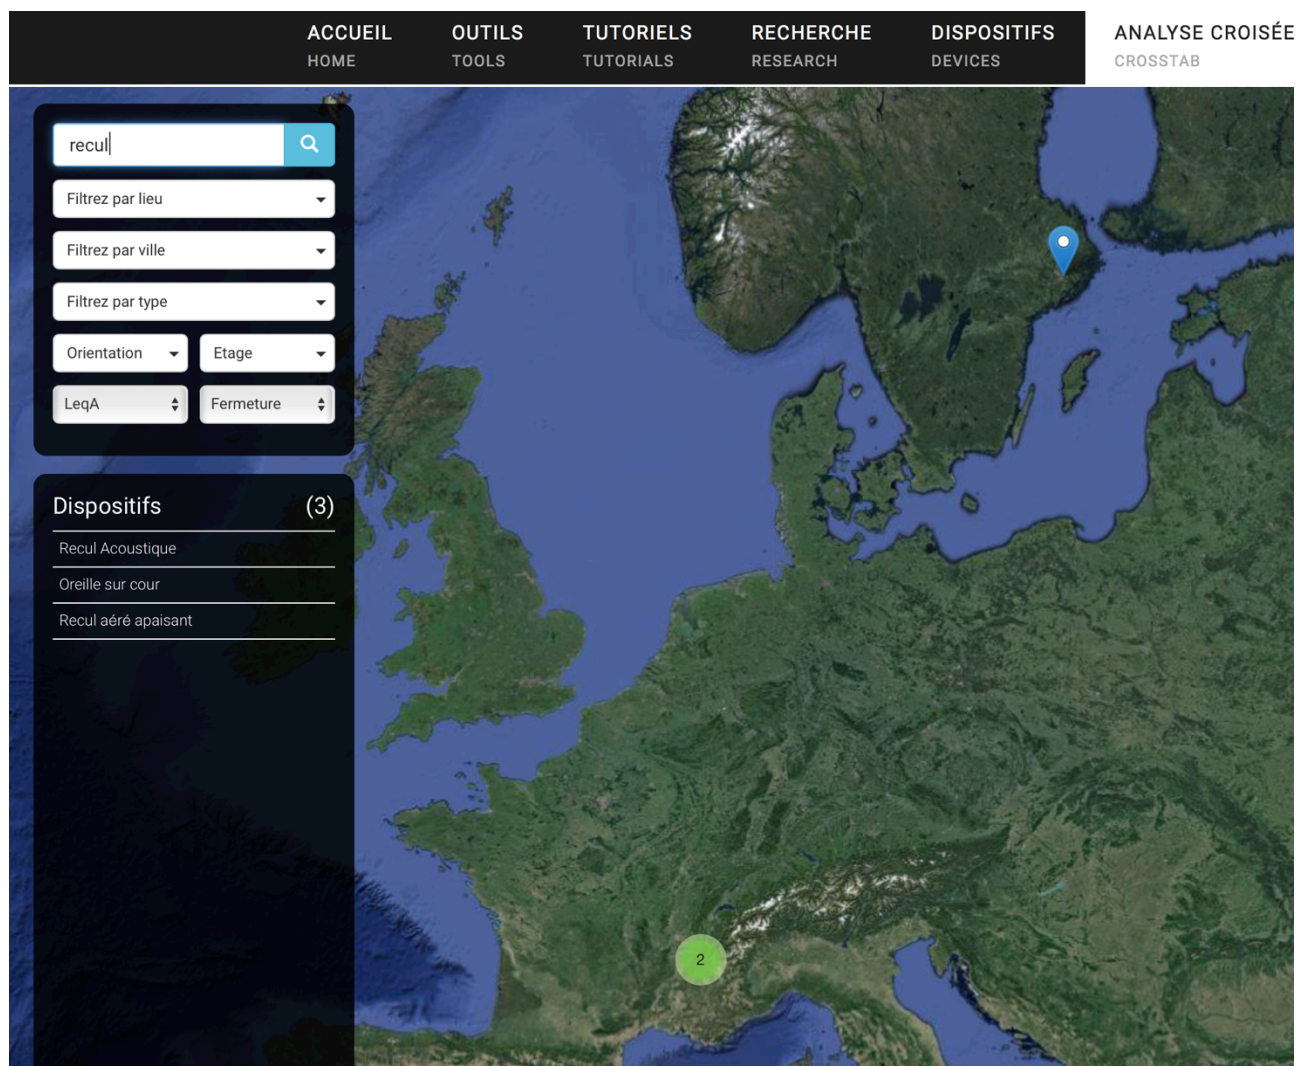 ACCUEIL OUTILS TUTORIELS RECHERCHE DISPOSITIFS ANALYSE CROISÉE
HOME TOOLS TUTORIALS RESEARCH DEVICES CROSSTAB
recul
Filtrez par lieu
Filtrez par ville
Filtrez par type
Orientation Etage
LeqA Fermeture
Dispositifs (3)
Recul Acoustique
Oreille sur cour
Recul aéré apaisant
2